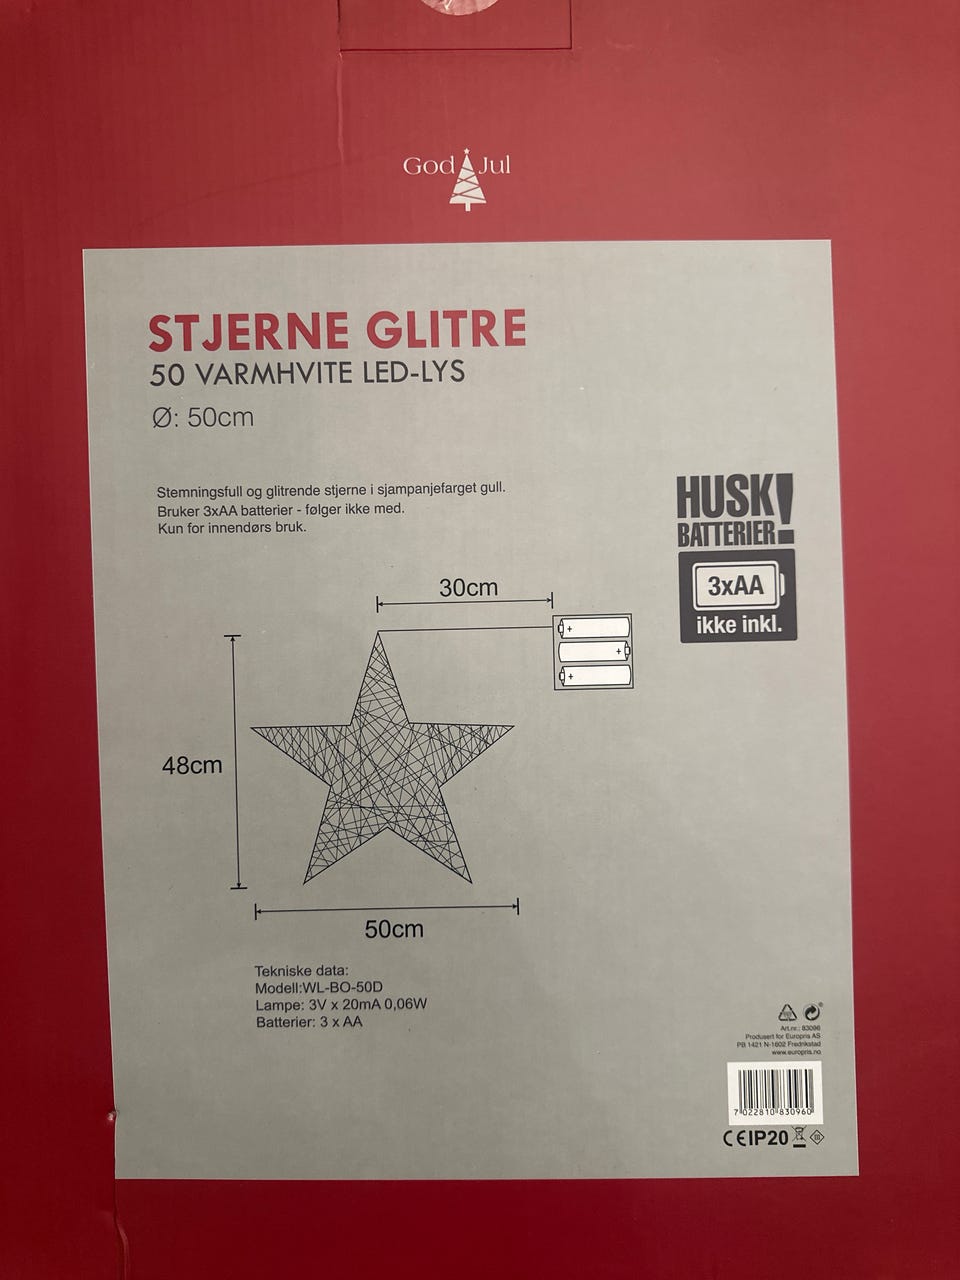 God Jul
STJERNE GLITRE
50 VARMHVITE LED-LYS
Ø: 50cm
Stemningsfull og glitrende stjerne i sjampanjefarget gull.
Bruker 3xAA batterier - følger ikke med.
Kun for innendørs bruk.
HUSK!
BATTERIER
3xAA
ikke inkl.
30cm
+
+
+
48cm
50cm
Tekniske data:
Modell:WL-BO-50D
Lampe: 3V x 20mA 0,06W
Batterier: 3 x AA
Art.nr.: 83096
Produsert for Europris AS
PB 1421 N-1602 Fredrikstad
www.europris.no
7 022810 830960
CE IP20